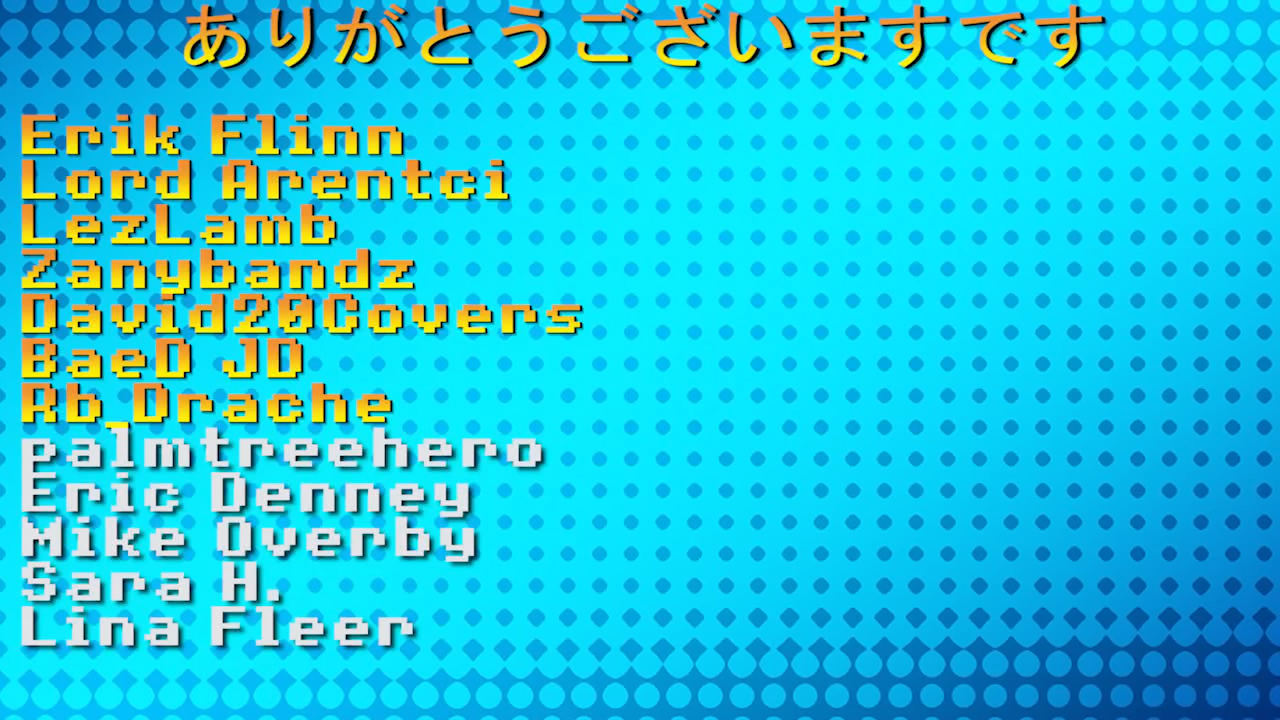 ありがとうございますです
Erik Flinn
Lord Arentci
LezLamb
Zanybandz
David20Covers
BaeD JD
Rb_Drache
palmtreehero
Eric Denney
Mike Overby
Sara H.
Lina Fleer